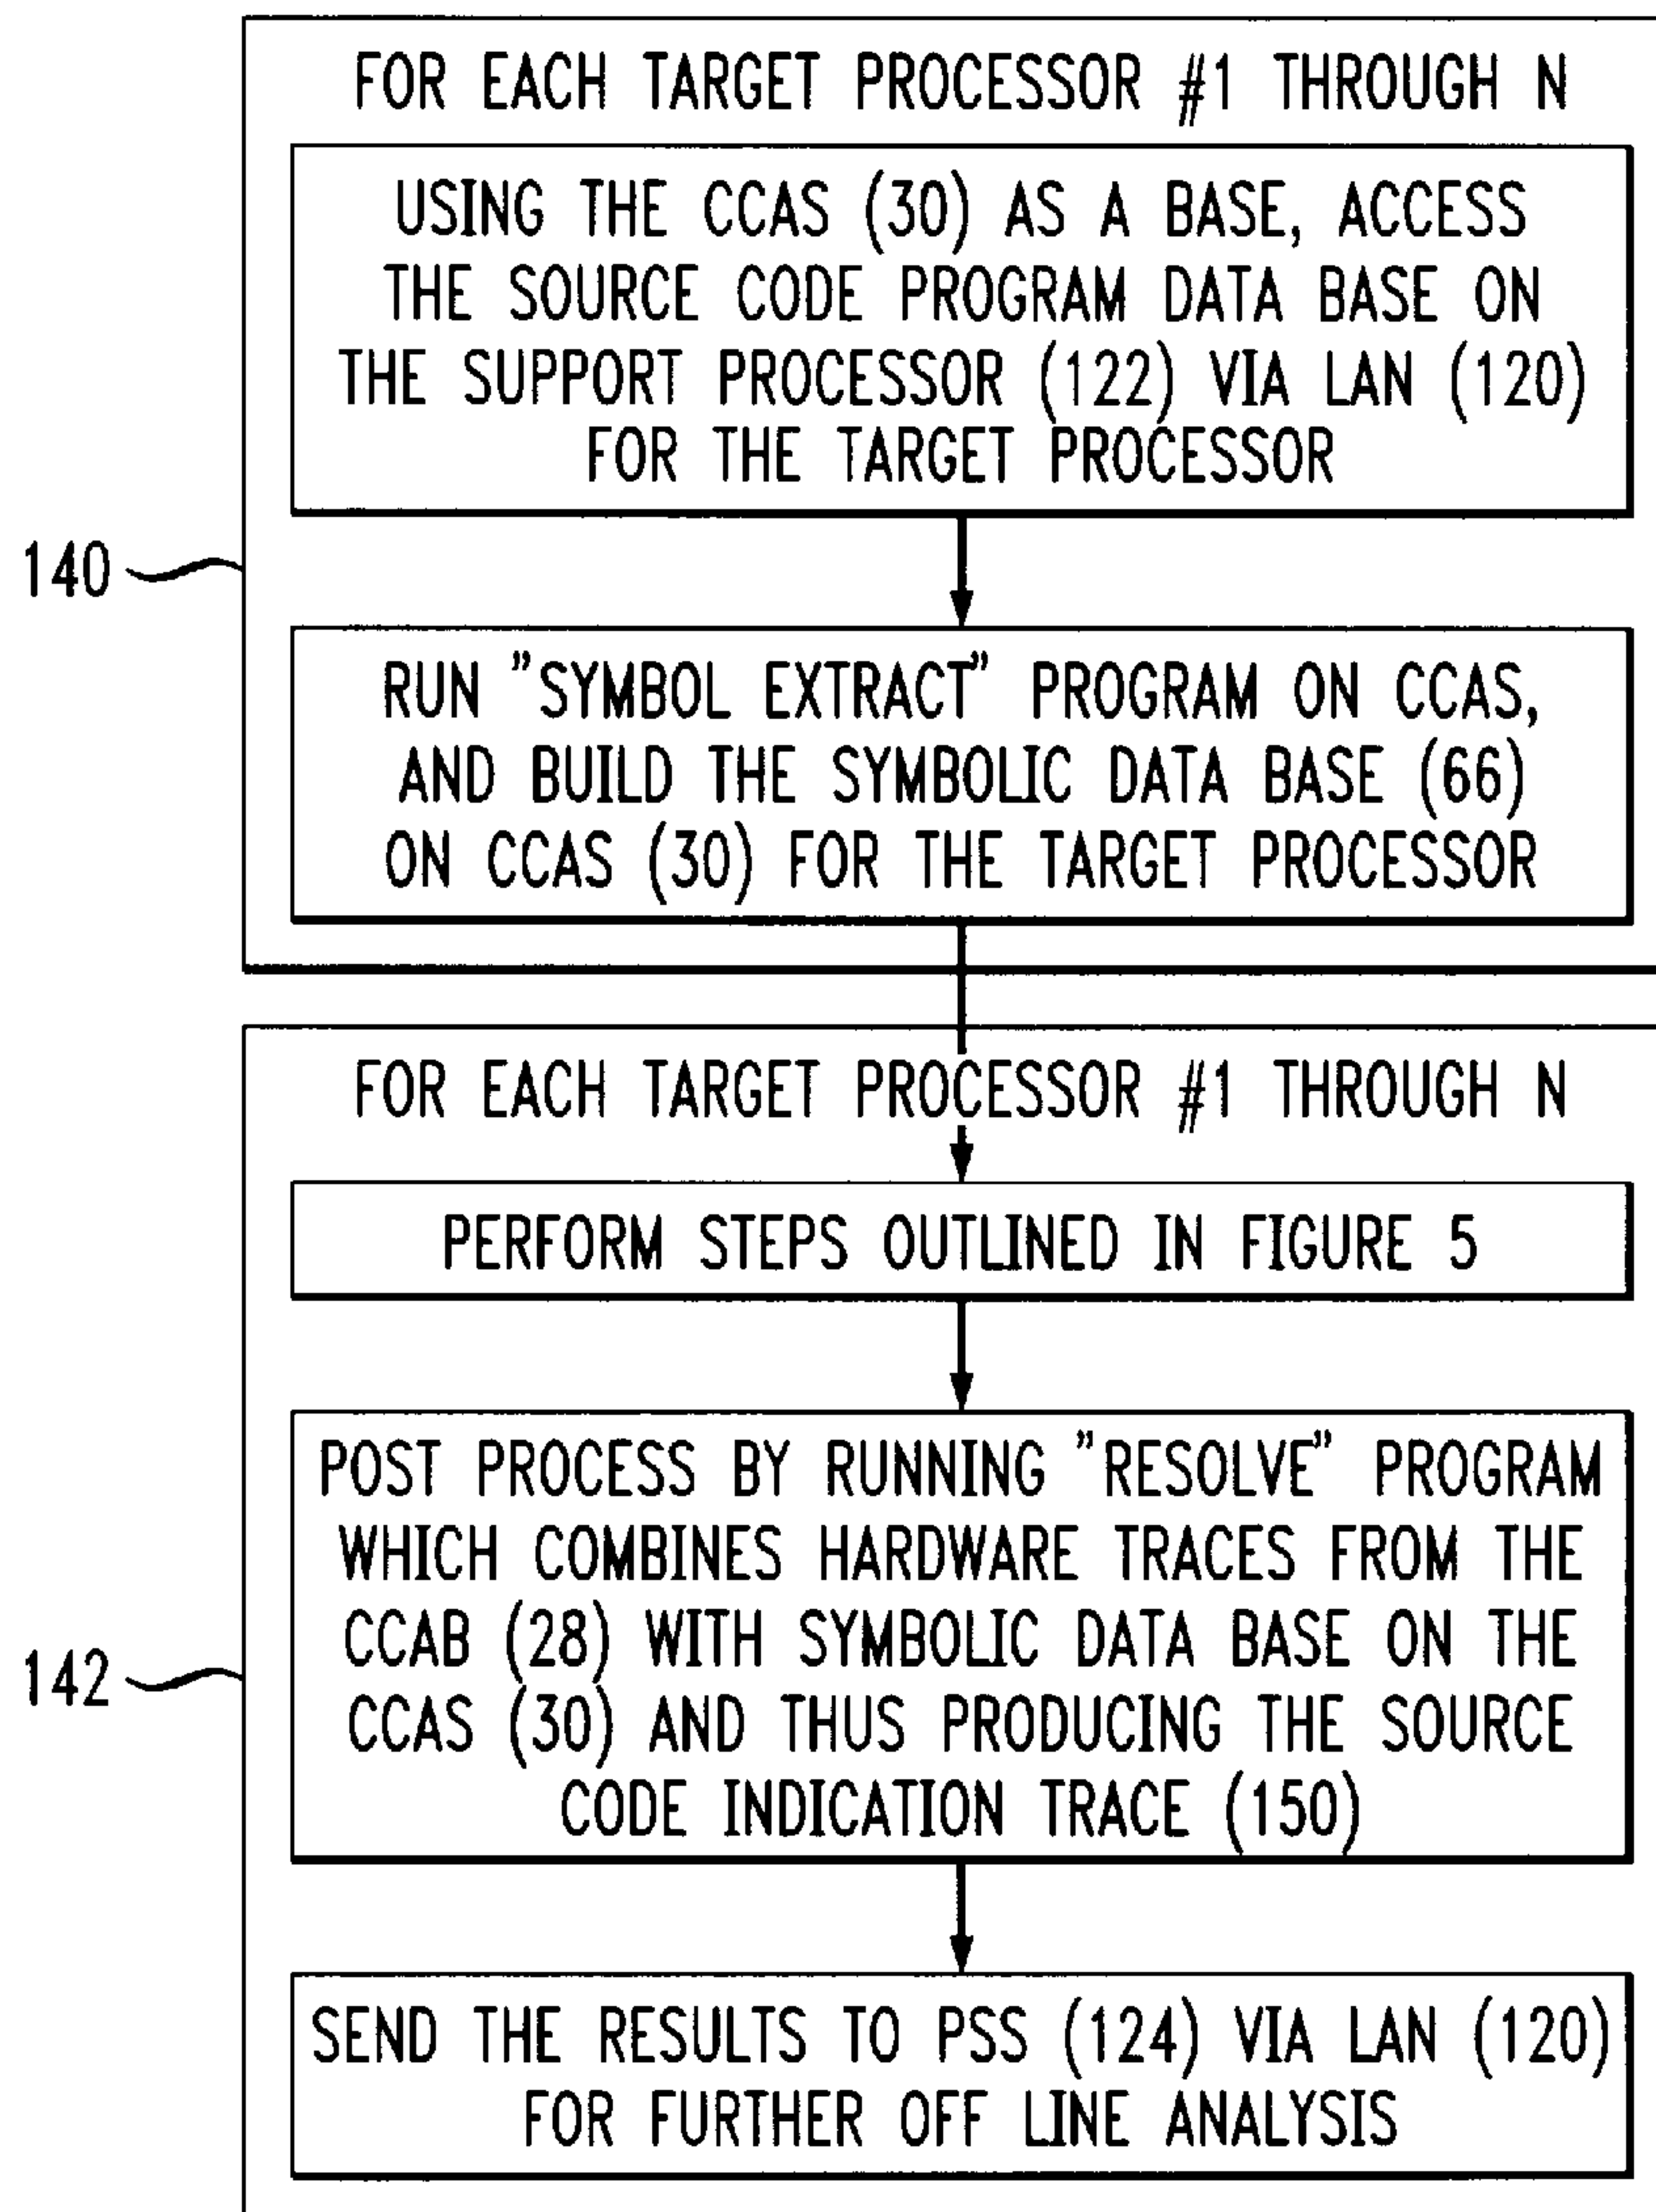 FOR EACH TARGET PROCESSOR #1 THROUGH N
USING THE CCAS (30) AS A BASE, ACCESS
THE SOURCE CODE PROGRAM DATA BASE ON
THE SUPPORT PROCESSOR (122) VIA LAN (120)
FOR THE TARGET PROCESSOR
140
RUN "SYMBOL EXTRACT" PROGRAM ON CCAS,
AND BUILD THE SYMBOLIC DATA BASE (66)
ON CCAS (30) FOR THE TARGET PROCESSOR
FOR EACH TARGET PROCESSOR #1 THROUGH N
PERFORM STEPS OUTLINED IN FIGURE 5
POST PROCESS BY RUNNING "RESOLVE" PROGRAM
WHICH COMBINES HARDWARE TRACES FROM THE
CCAB (28) WITH SYMBOLIC DATA BASE ON THE
142
CCAS (30) AND THUS PRODUCING THE SOURCE
CODE INDICATION TRACE (150)
SEND THE RESULTS TO PSS (124) VIA LAN (120)
FOR FURTHER OFF LINE ANALYSIS